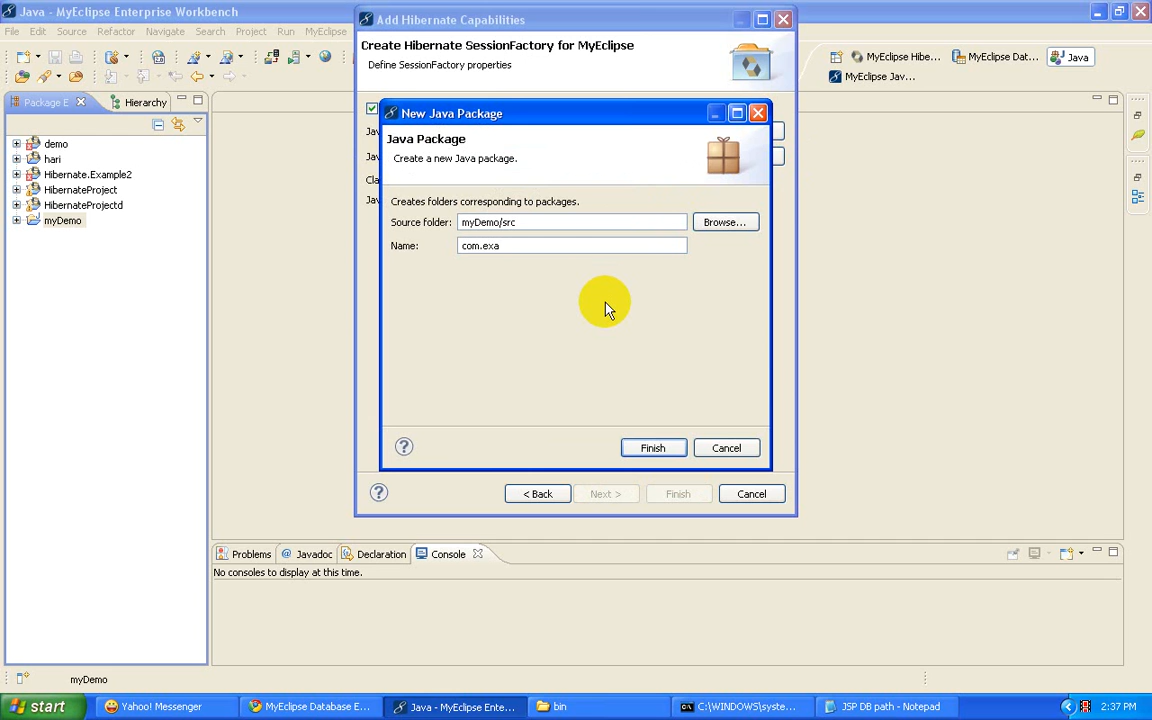 Java - MyEclipse Enterprise Workbench
File Edit Source Refactor Navigate Search Project Run MyEclipse
Add Hibernate Capabilities
Create Hibernate SessionFactory for MyEclipse
Define SessionFactory properties
MyEclipse Hibe...
MyEclipse Dat...
Java
MyEclipse Jav...
Package E
Hierarchy
demo
hari
Hibernate.Example2
HibernateProject
HibernateProjectd
myDemo
Jav
Jav
Cla
Jav
New Java Package
Java Package
Create a new Java package.
Creates folders corresponding to packages.
Source folder: myDemo/src Browse...
Name: com.exa
? Finish Cancel
? < Back Next > Finish Cancel
Problems @ Javadoc Declaration Console
No consoles to display at this time.
myDemo
start Yahoo! Messenger MyEclipse Database E... Java - MyEclipse Ente... bin C:\WINDOWS\syste... JSP DB path - Notepad 2:37 PM